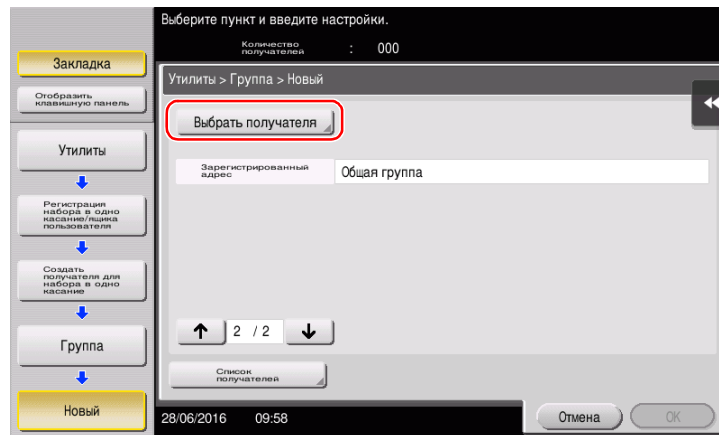 Выберите пункт и введите настройки.
Количество
получателей : 000
Закладка
Отобразить
клавишную панель
Утилиты
Регистрация
набора в одно
касание/ящика
пользователя
Создать
получателя для
набора в одно
касание
Группа
Новый
Утилиты > Группа > Новый
Выбрать получателя
Зарегистрированный
адрес
Общая группа
2 / 2
Список
получателей
28/06/2016 09:58
Отмена
OK